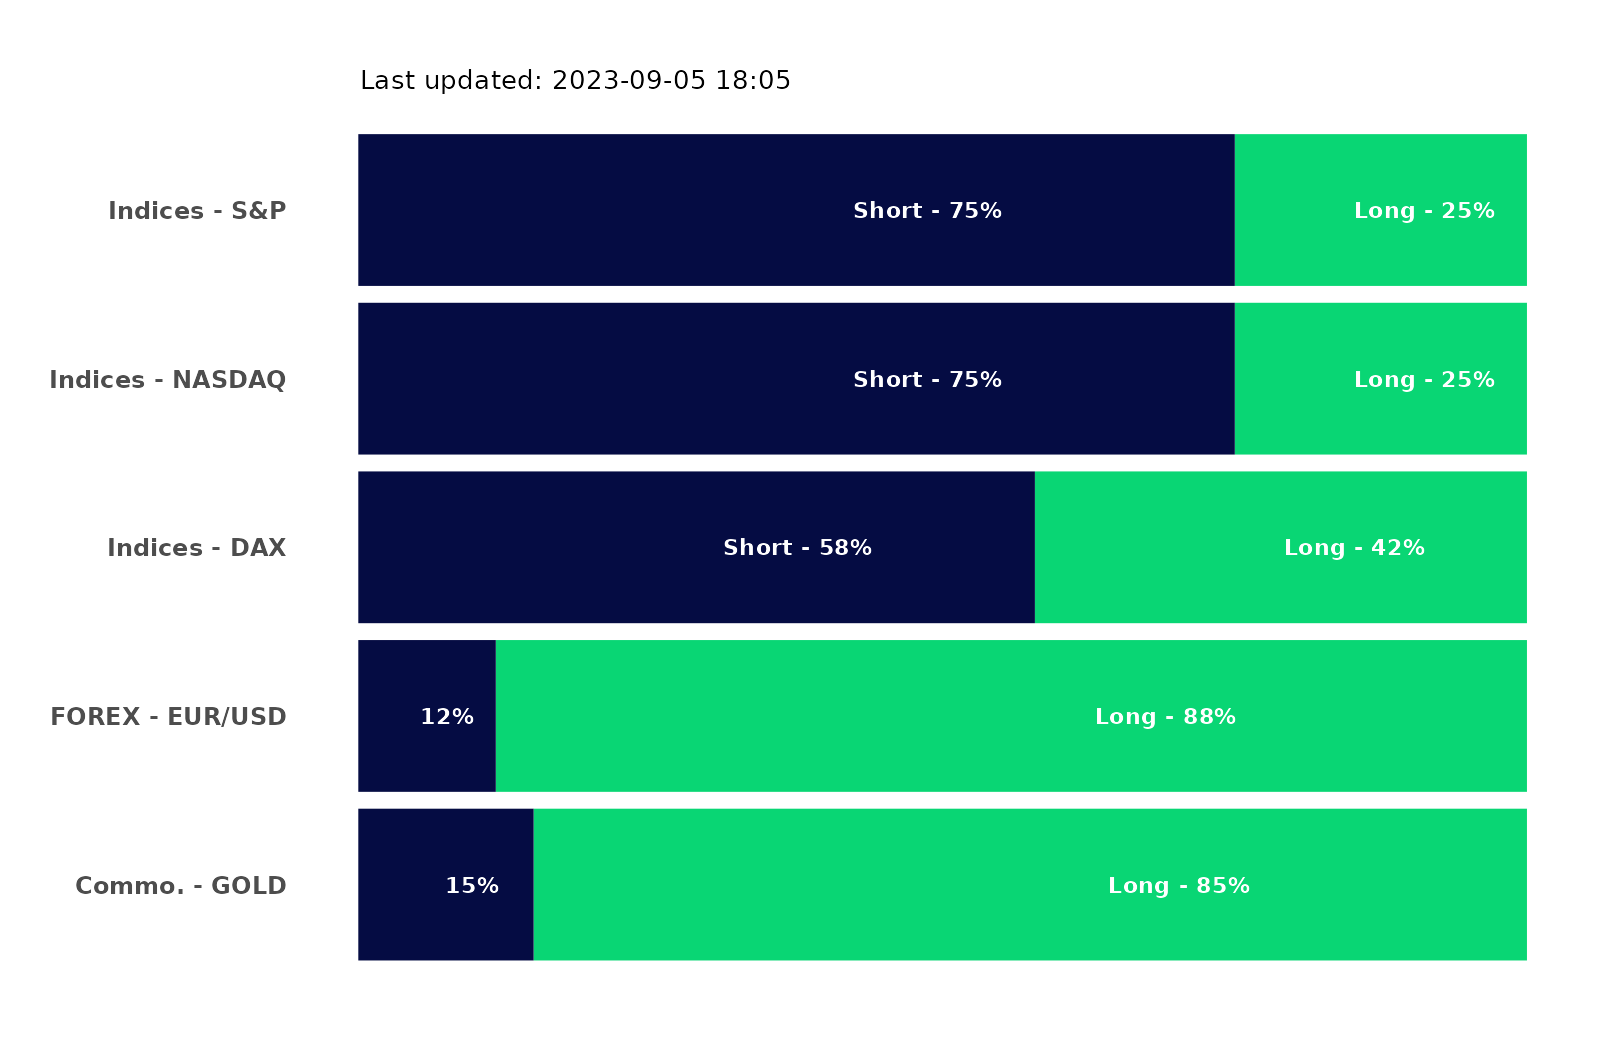 Last updated: 2023-09-05 18:05
Indices - S&P
Short - 75%
Long - 25%
Indices - NASDAQ
Short - 75%
Long - 25%
Indices - DAX
Short - 58%
Long - 42%
FOREX - EUR/USD
12%
Long - 88%
Commo. - GOLD
15%
Long - 85%